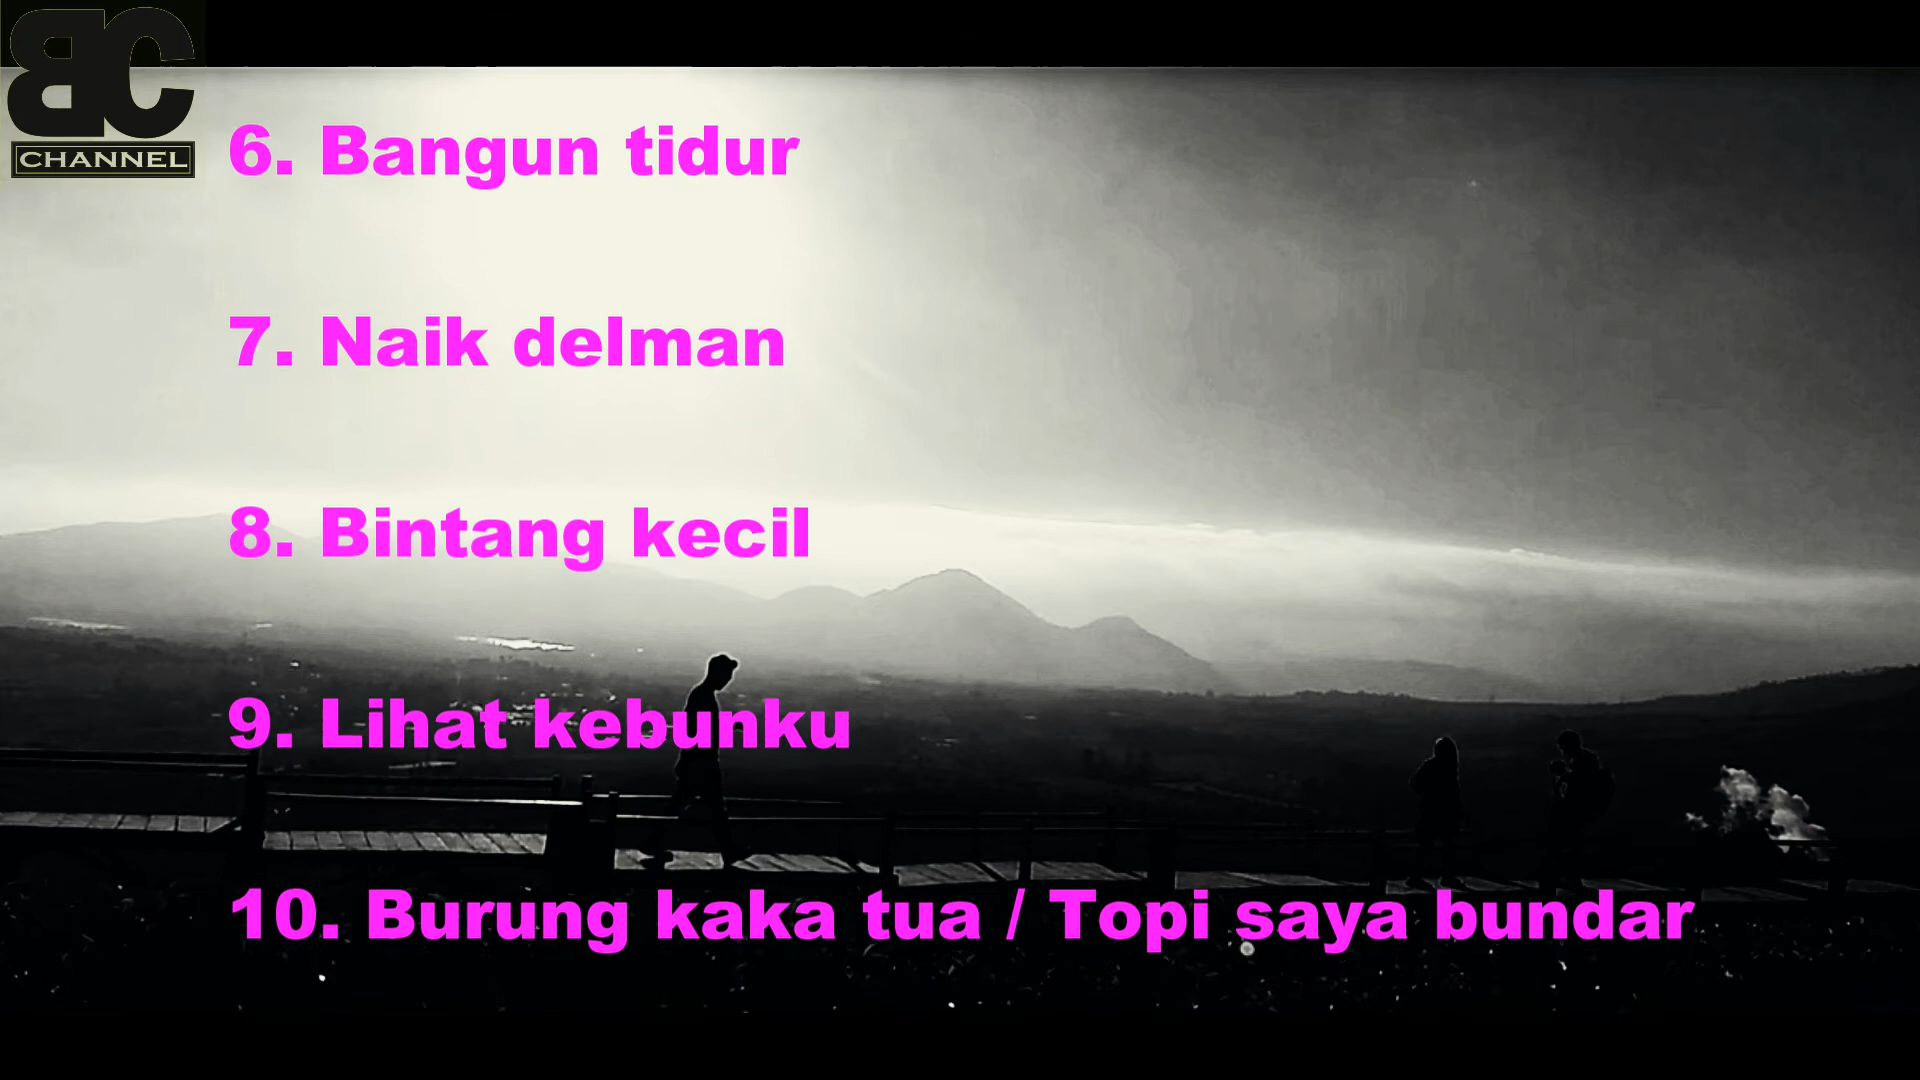 BC
CHANNEL
6. Bangun tidur
7. Naik delman
8. Bintang kecil
9. Lihat kebunku
10. Burung kaka tua / Topi saya bundar